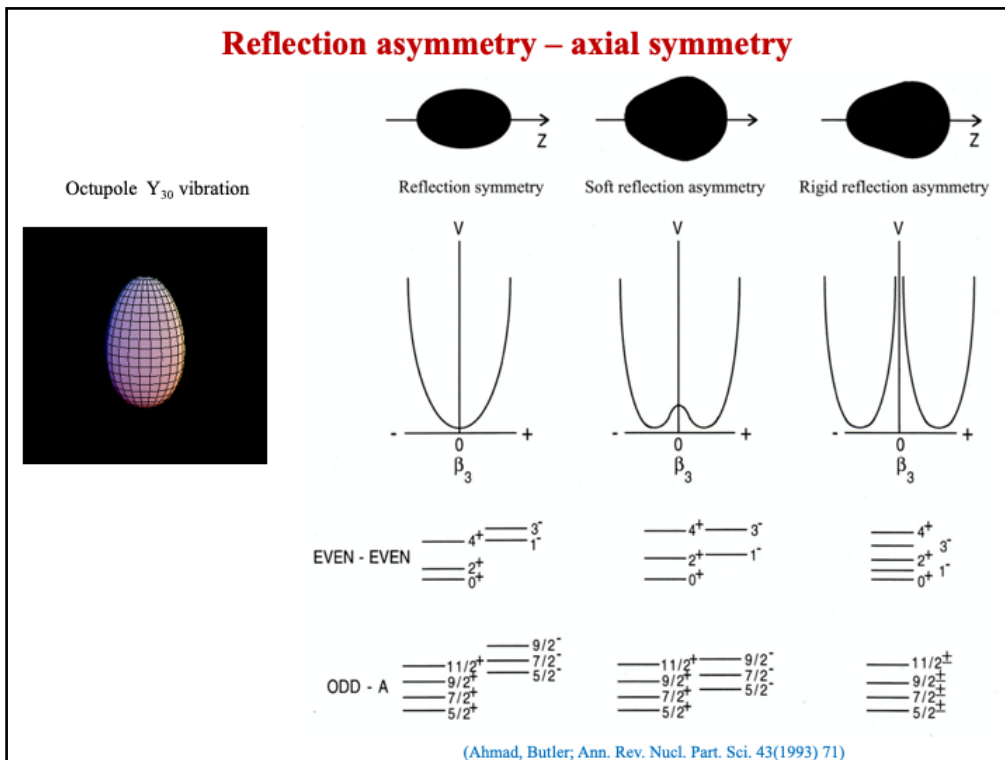 Reflection asymmetry – axial symmetry
Z
Z
Octupole Y₃₀ vibration
Reflection symmetry
Soft reflection asymmetry
Rigid reflection asymmetry
V
V
V
- 0 +
- 0 +
- 0 +
β₃
β₃
β₃
EVEN - EVEN
4⁺ 3⁻
1⁻
2⁺
0⁺
4⁺ 3⁻
2⁺ 1⁻
0⁺
4⁺
3⁻
2⁺
1⁻
0⁺
ODD - A
9/2⁻
11/2⁺ 7/2⁻
9/2⁺ 5/2⁻
7/2⁺
5/2⁺
11/2⁺ 9/2⁻
9/2⁺ 7/2⁻
7/2⁺ 5/2⁻
5/2⁺
11/2±
9/2±
7/2±
5/2±
(Ahmad, Butler; Ann. Rev. Nucl. Part. Sci. 43(1993) 71)